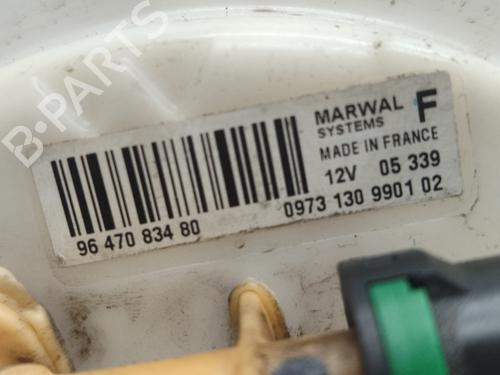 B-PARTS
MARWAL F
SYSTEMS
MADE IN FRANCE
12V 05 339
96 470 834 80
0973 130 9901 02